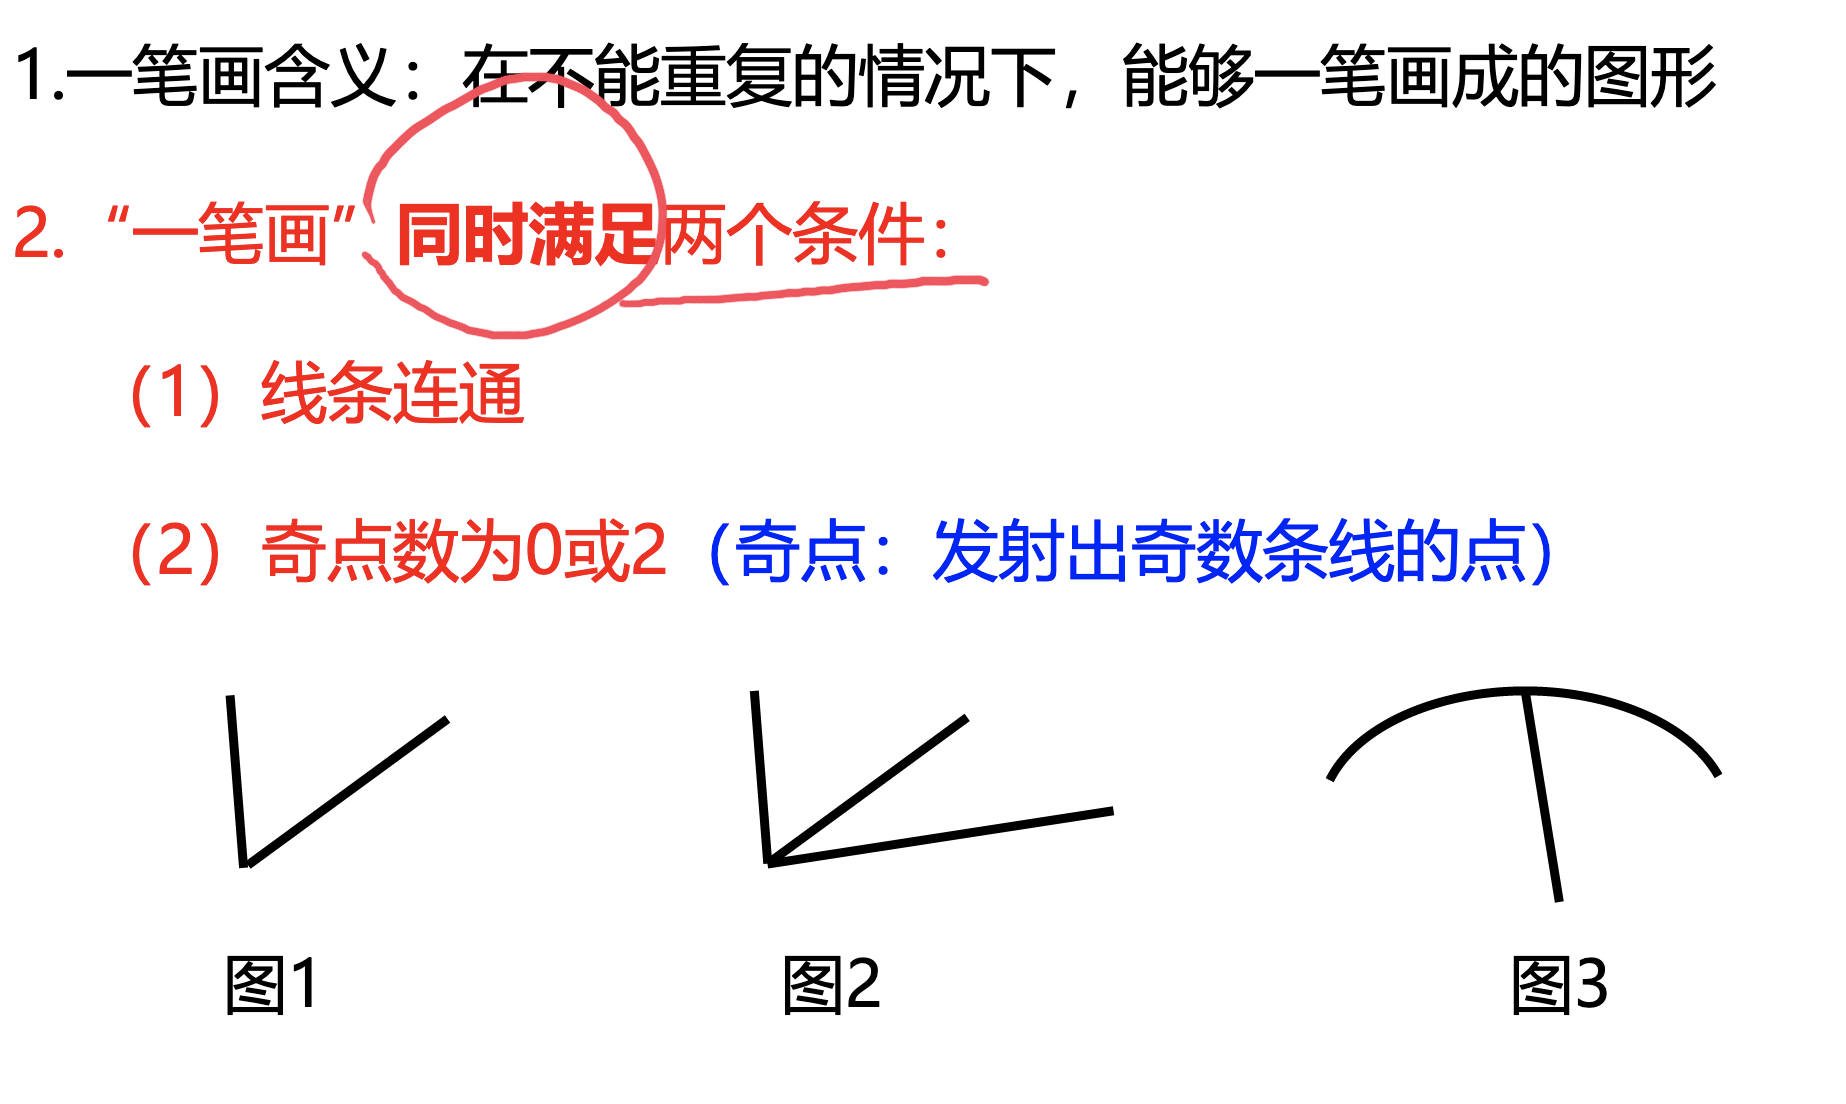 1.一笔画含义：在不能重复的情况下，能够一笔画成的图形
2.“一笔画”同时满足两个条件：
（1）线条连通
（2）奇点数为0或2（奇点：发射出奇数条线的点）
图1
图2
图3